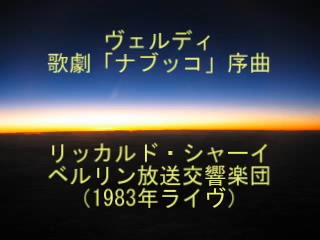 ヴェルディ
歌劇「ナブッコ」序曲
リッカルド・シャーイ
ベルリン放送交響楽団
(1983年ライヴ)